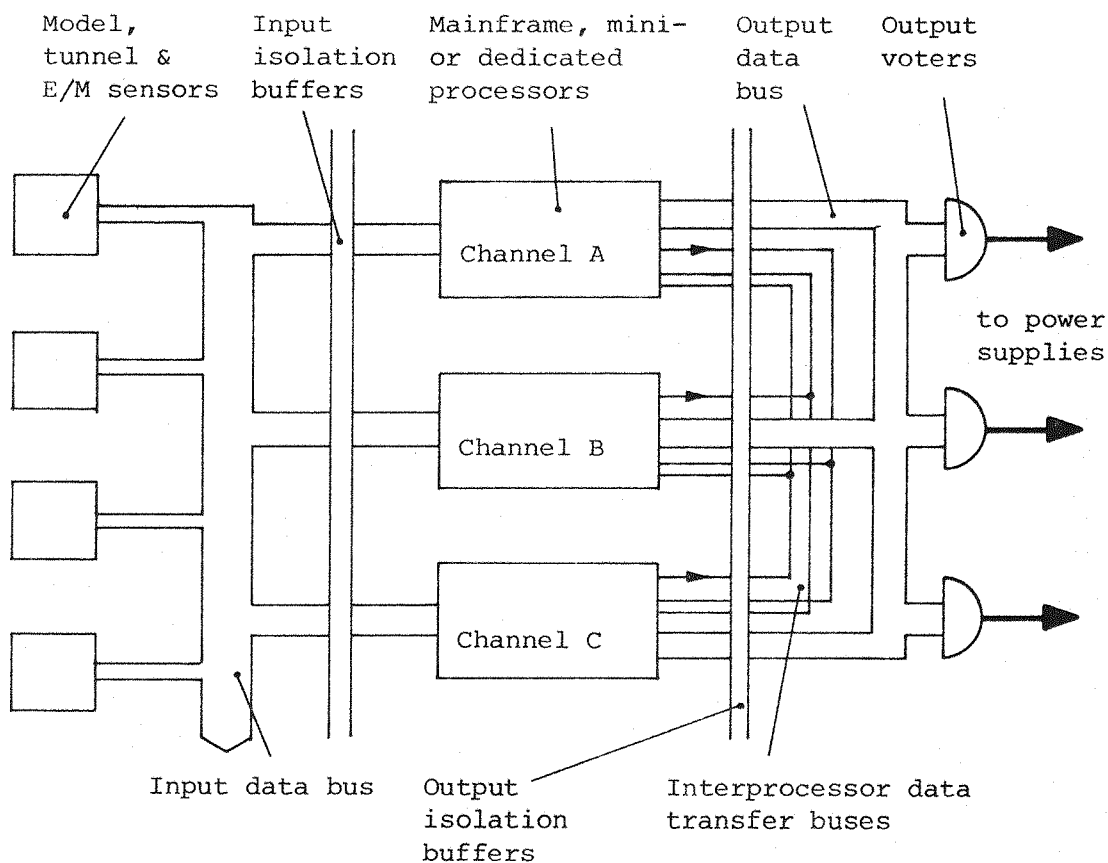 Model,
tunnel &
E/M sensors
Input
isolation
buffers
Mainframe, mini-
or dedicated
processors
Output
data
bus
Output
voters
Channel A
to power
supplies
Channel B
Channel C
Input data bus
Output
isolation
buffers
Interprocessor data
transfer buses